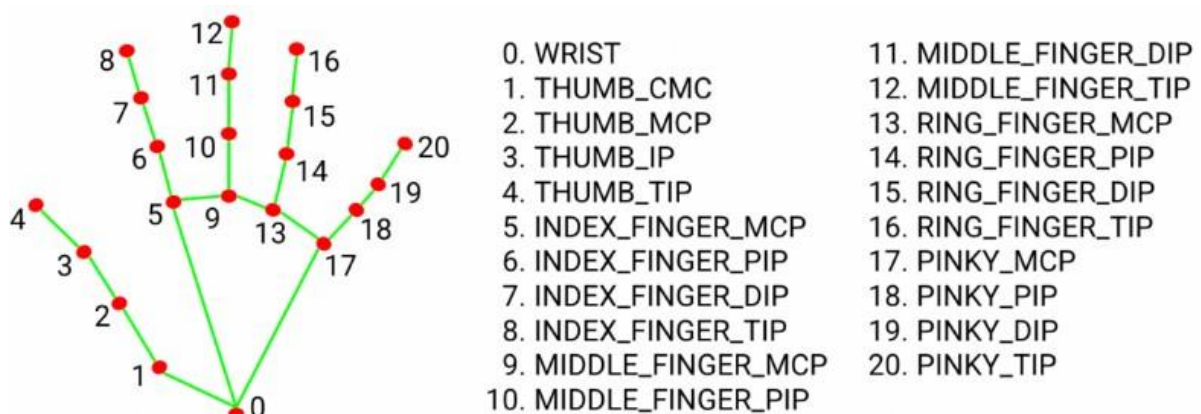 12
16
8
11
7
15
20
6
10
14
19
4
5
9
13
18
3
17
2
1
0
0. WRIST
1. THUMB_CMC
2. THUMB_MCP
3. THUMB_IP
4. THUMB_TIP
5. INDEX_FINGER_MCP
6. INDEX_FINGER_PIP
7. INDEX_FINGER_DIP
8. INDEX_FINGER_TIP
9. MIDDLE_FINGER_MCP
10. MIDDLE_FINGER_PIP
11. MIDDLE_FINGER_DIP
12. MIDDLE_FINGER_TIP
13. RING_FINGER_MCP
14. RING_FINGER_PIP
15. RING_FINGER_DIP
16. RING_FINGER_TIP
17. PINKY_MCP
18. PINKY_PIP
19. PINKY_DIP
20. PINKY_TIP